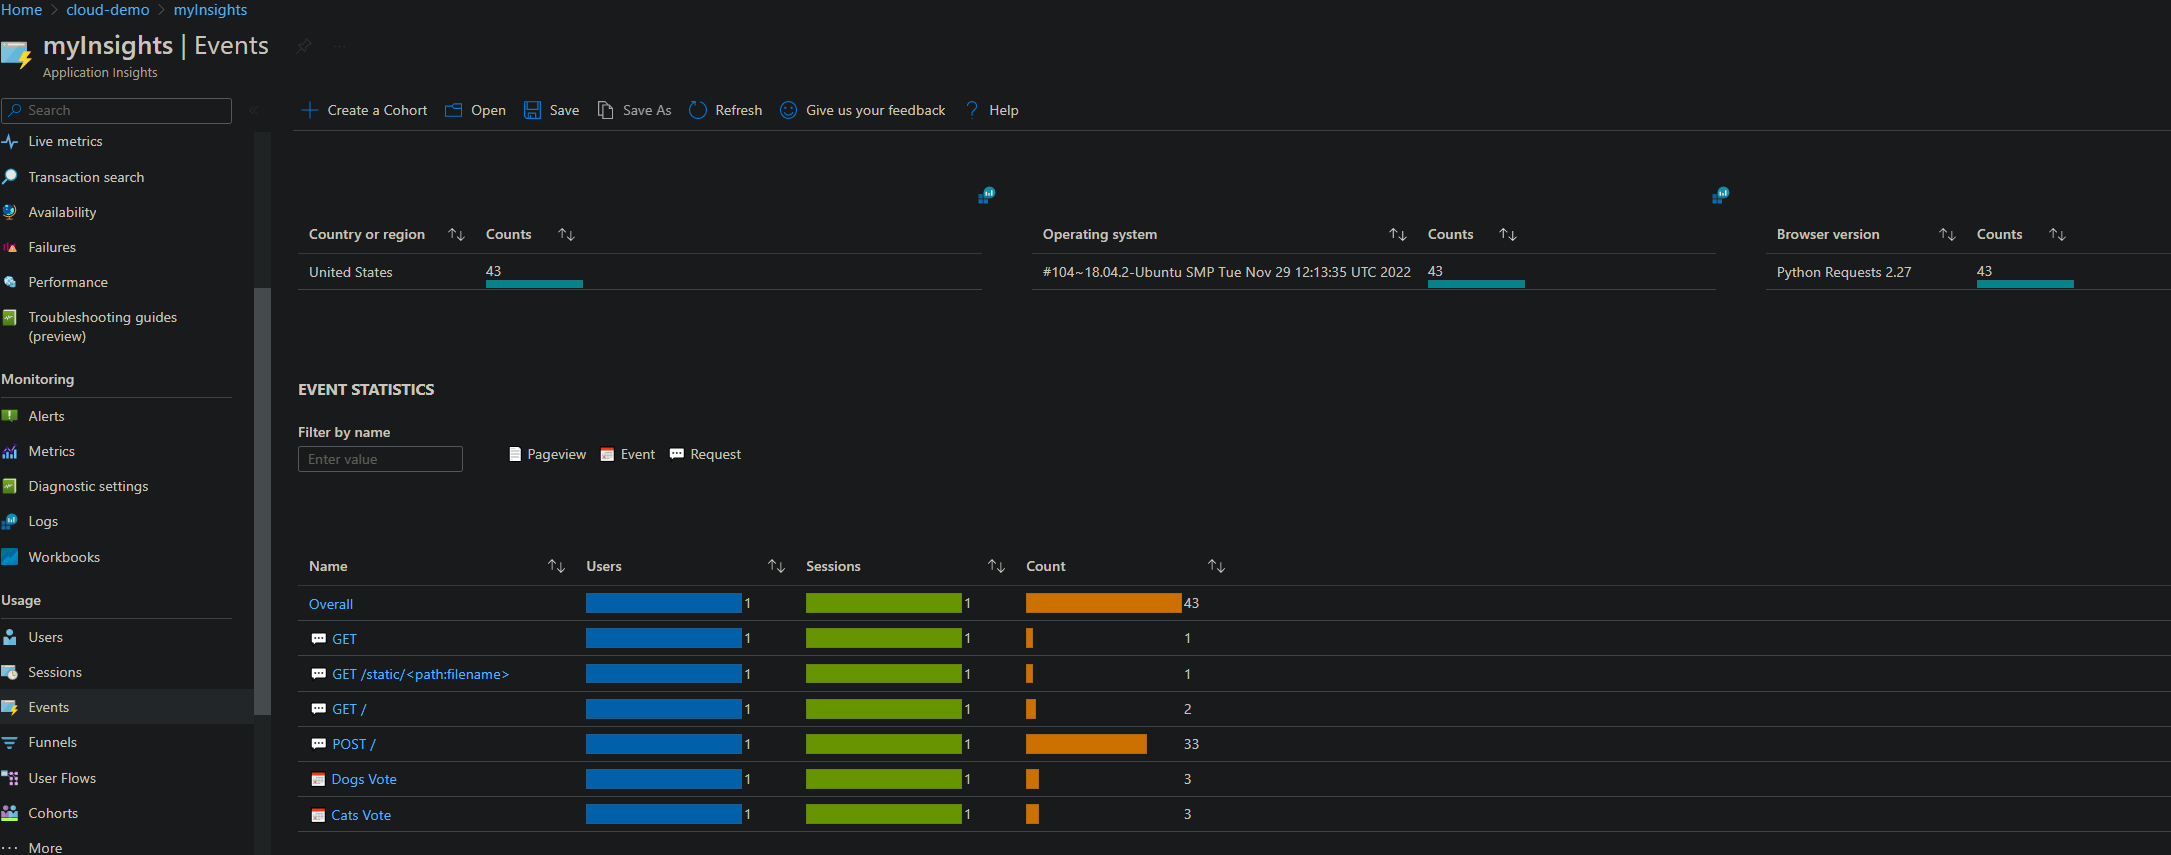 Home > cloud-demo > myInsights
myInsights | Events
Application Insights
Search
Live metrics
Transaction search
Availability
Failures
Performance
Troubleshooting guides
(preview)
Monitoring
Alerts
Metrics
Diagnostic settings
Logs
Workbooks
Usage
Users
Sessions
Events
Funnels
User Flows
Cohorts
More
Create a Cohort Open Save Save As Refresh Give us your feedback ? Help
Country or region Counts
United States 43
Operating system Counts
#104~18.04.2-Ubuntu SMP Tue Nov 29 12:13:35 UTC 2022 43
Browser version Counts
Python Requests 2.27 43
EVENT STATISTICS
Filter by name
Enter value
Pageview Event Request
Name Users Sessions Count
Overall 1 1 43
GET 1 1 1
GET /static/<path:filename> 1 1 1
GET / 1 1 2
POST / 1 1 33
Dogs Vote 1 1 3
Cats Vote 1 1 3